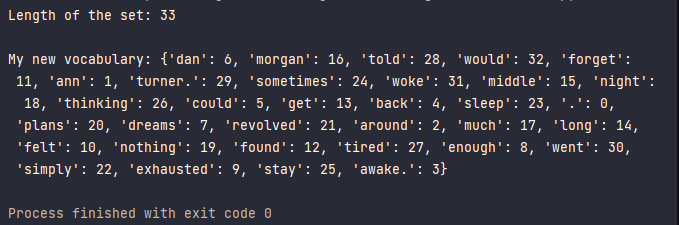 Length of the set: 33
My new vocabulary: {'dan': 6, 'morgan': 16, 'told': 28, 'would': 32, 'forget':
11, 'ann': 1, 'turner.': 29, 'sometimes': 24, 'woke': 31, 'middle': 15, 'night':
18, 'thinking': 26, 'could': 5, 'get': 13, 'back': 4, 'sleep': 23, '.': 0,
'plans': 20, 'dreams': 7, 'revolved': 21, 'around': 2, 'much': 17, 'long': 14,
'felt': 10, 'nothing': 19, 'found': 12, 'tired': 27, 'enough': 8, 'went': 30,
'simply': 22, 'exhausted': 9, 'stay': 25, 'awake.': 3}
Process finished with exit code 0